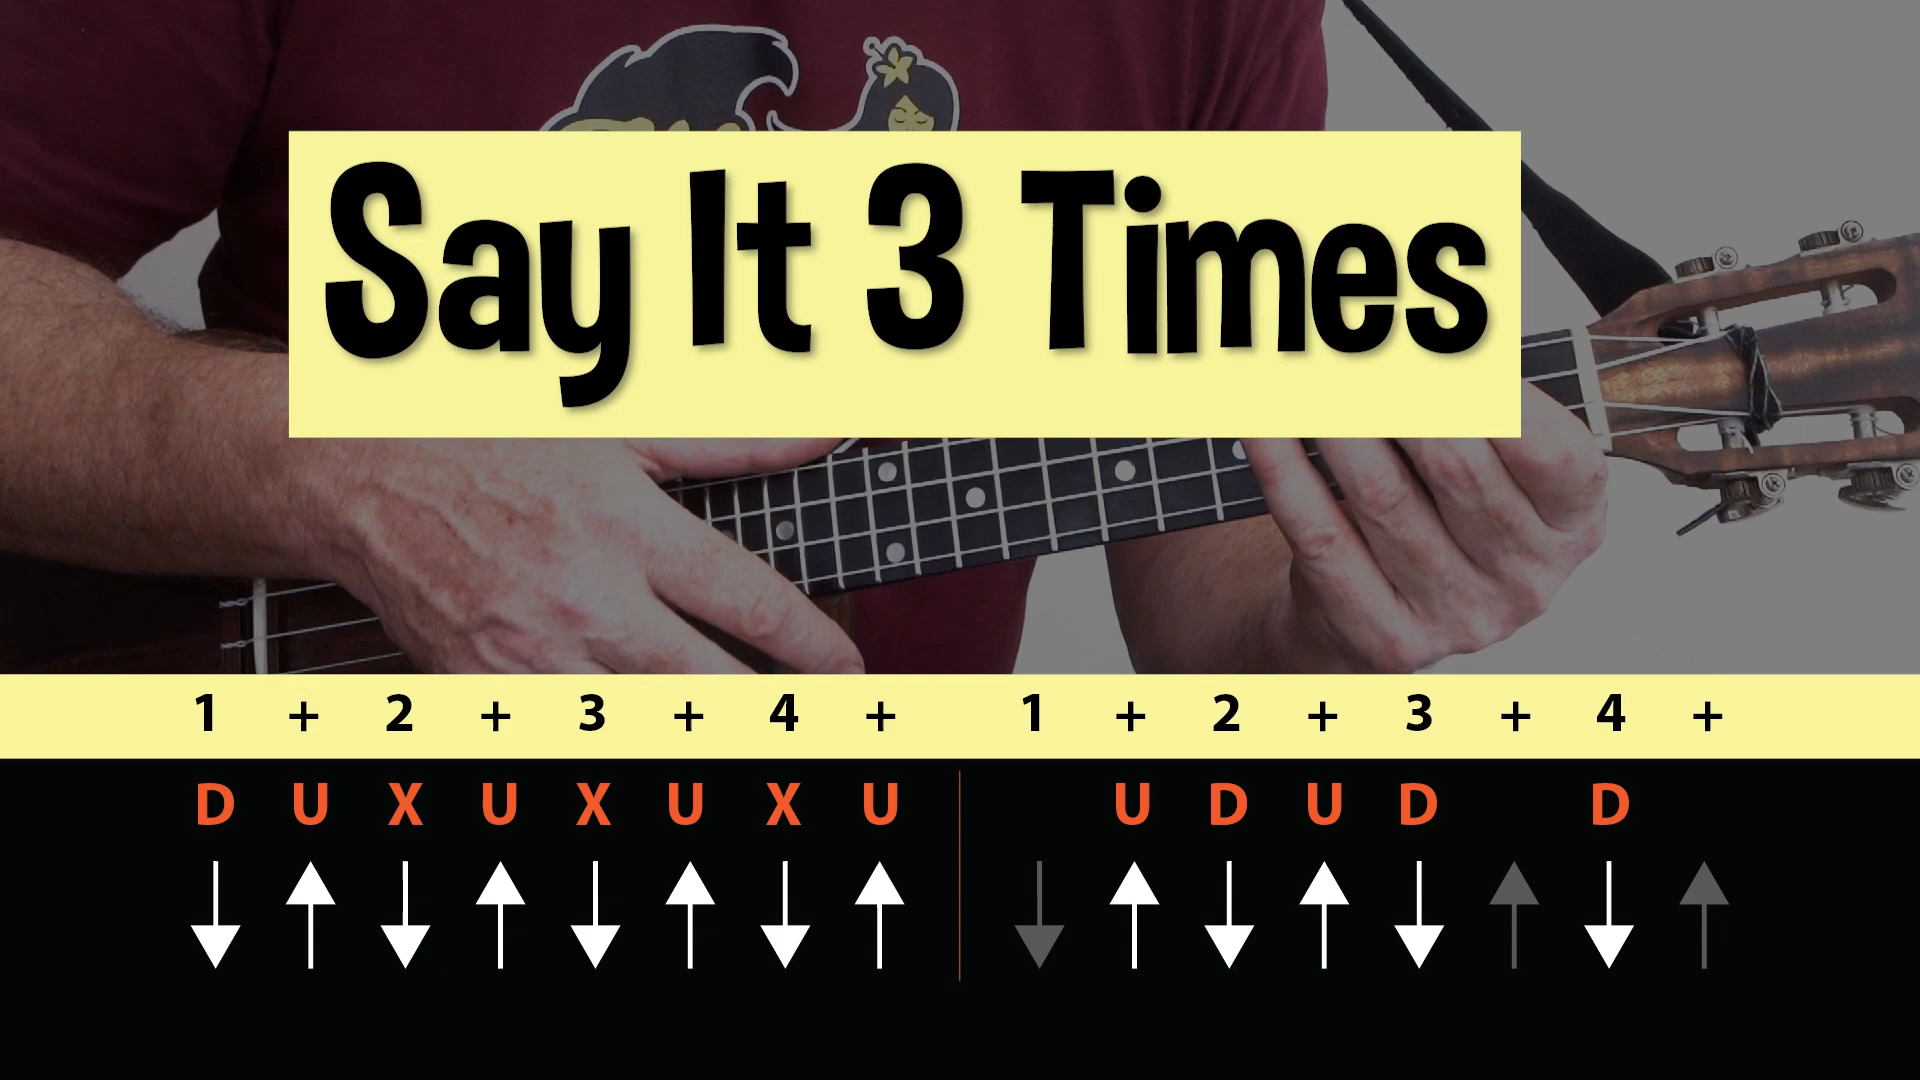 Say It 3 Times
1 + 2 + 3 + 4 + 1 + 2 + 3 + 4 +
D U X U X U X U U D U D D